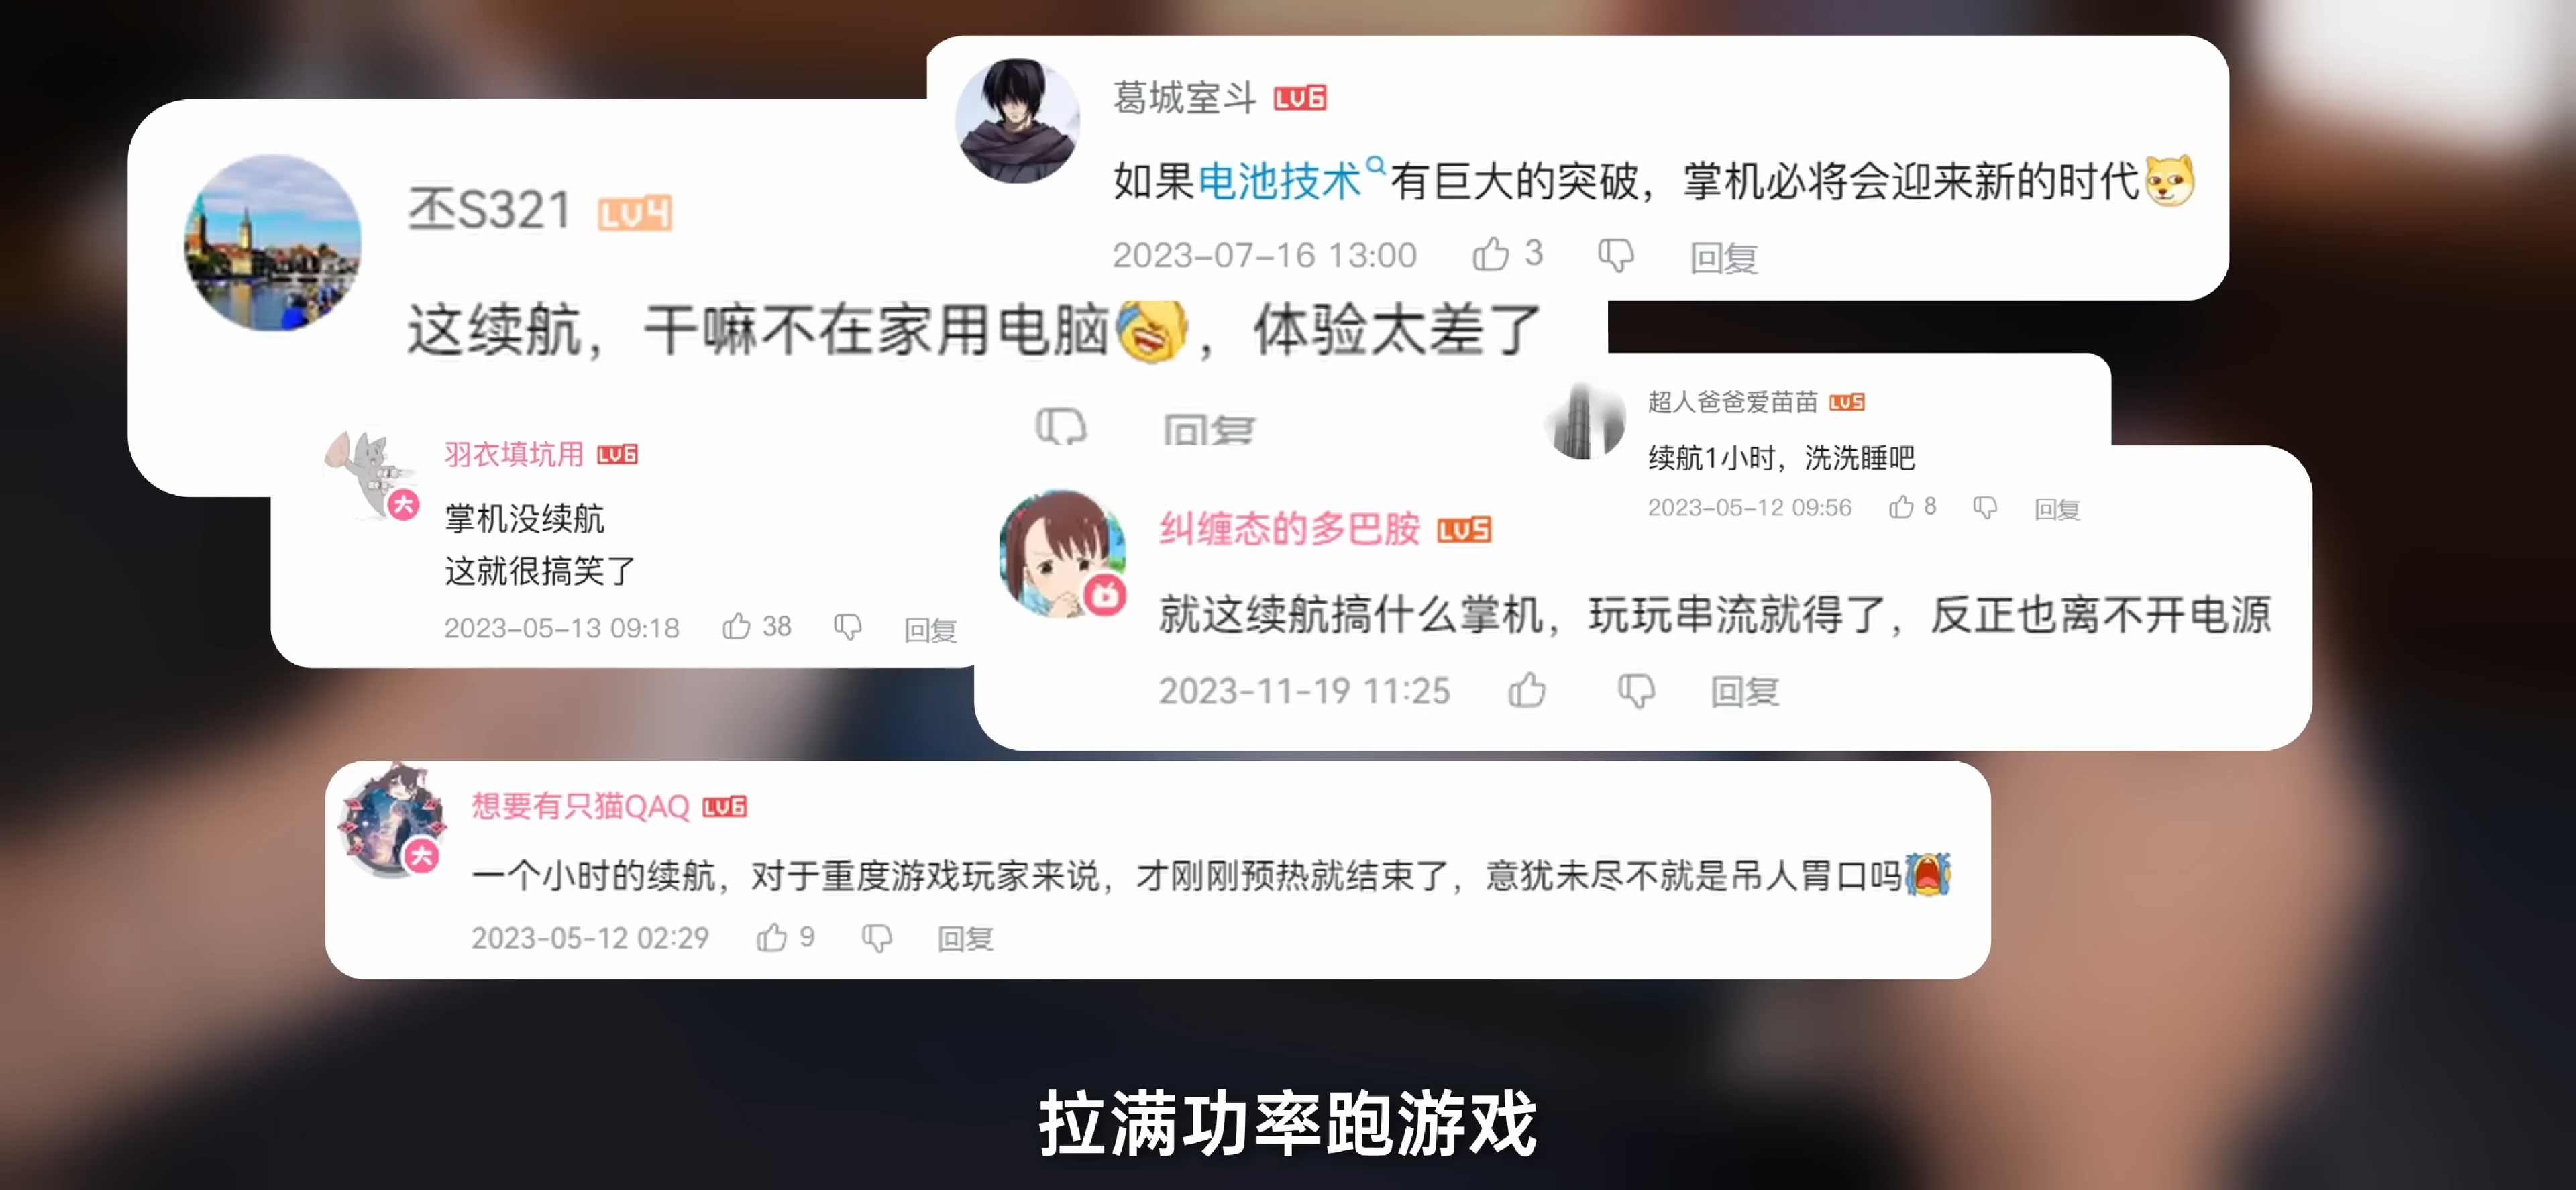 葛城室斗 LV6
如果电池技术有巨大的突破，掌机必将会迎来新的时代
2023-07-16 13:00 3 回复
丕S321 LV4
这续航，干嘛不在家用电脑，体验太差了
回复
超人爸爸爱苗苗 LV5
续航1小时，洗洗睡吧
2023-05-12 09:56 8 回复
羽衣填坑用 LV6
大
掌机没续航
这就很搞笑了
2023-05-13 09:18 38 回复
纠缠态的多巴胺 LV5
就这续航搞什么掌机，玩玩串流就得了，反正也离不开电源
2023-11-19 11:25 回复
想要有只猫QAQ LV6
大
一个小时的续航，对于重度游戏玩家来说，才刚刚预热就结束了，意犹未尽不就是吊人胃口吗
2023-05-12 02:29 9 回复
拉满功率跑游戏